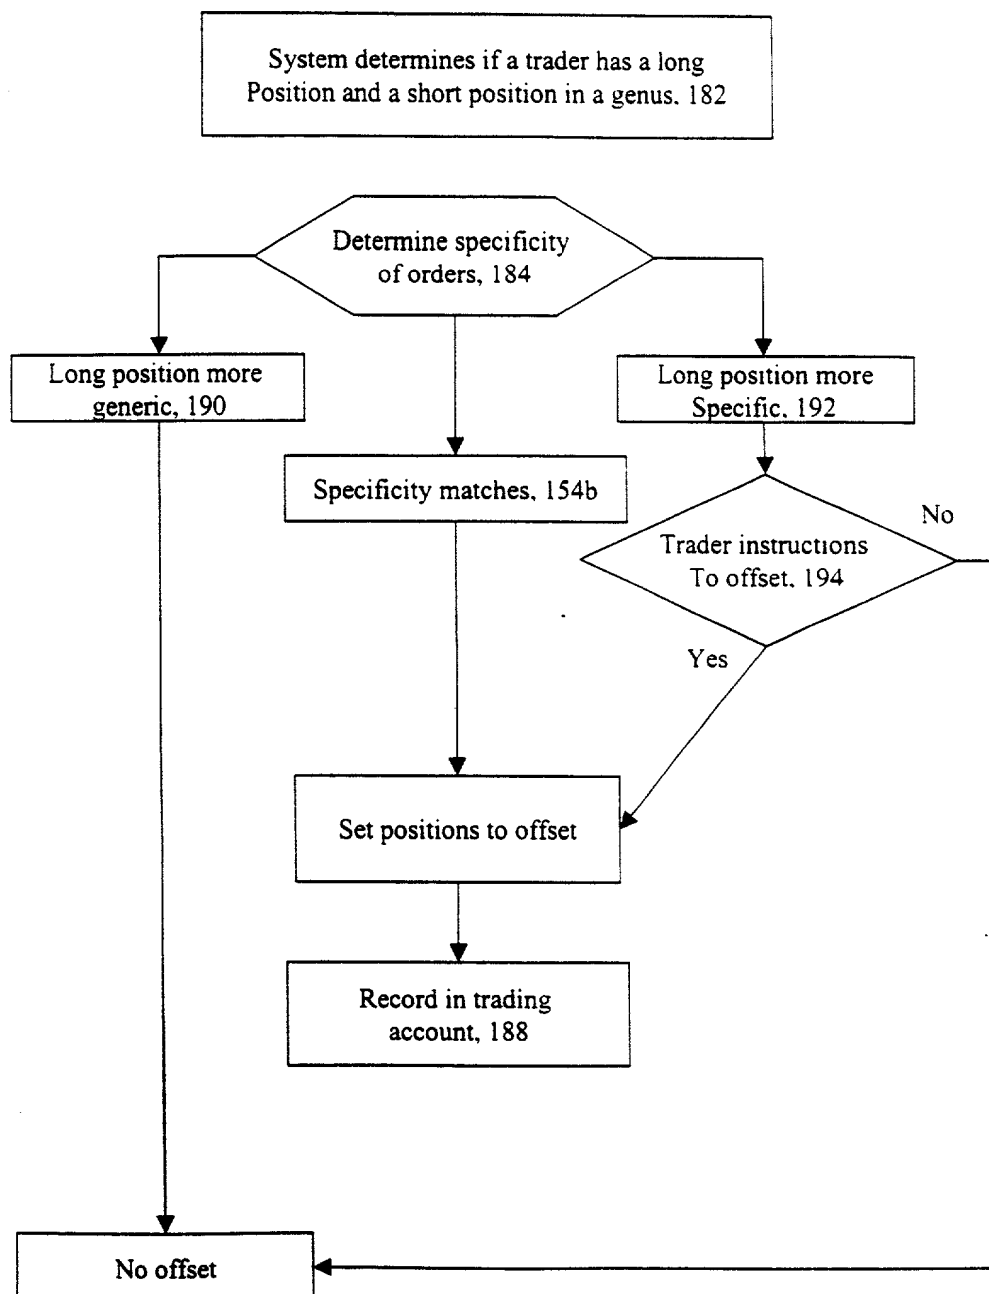 System determines if a trader has a long
Position and a short position in a genus, 182
Determine specificity
of orders, 184
Long position more
generic, 190
Long position more
Specific, 192
Specificity matches, 154b
No
Trader instructions
To offset, 194
Yes
Set positions to offset
Record in trading
account, 188
No offset